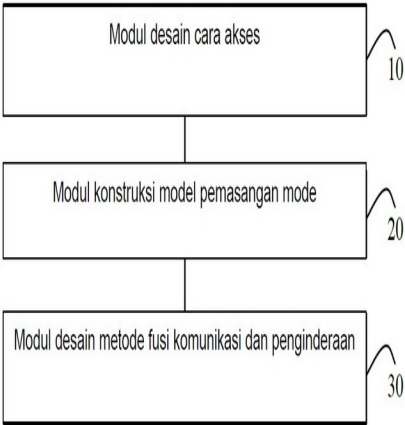 Modul desain cara akses
10
Modul konstruksi model pemasangan mode
20
Modul desain metode fusi komunikasi dan penginderaan
30